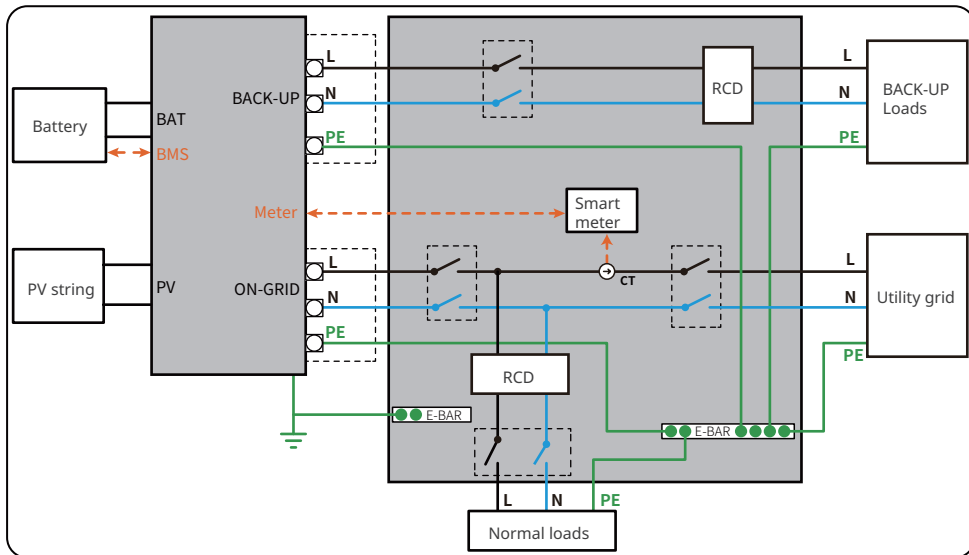 L
L
RCD
BACK-UP
Loads
BACK-UP
N
N
Battery
BAT
PE
PE
BMS
Smart
meter
Meter
L
L
PV string
PV
ON-GRID
CT
N
N
Utility grid
PE
PE
RCD
E-BAR
E-BAR
L
N
PE
Normal loads